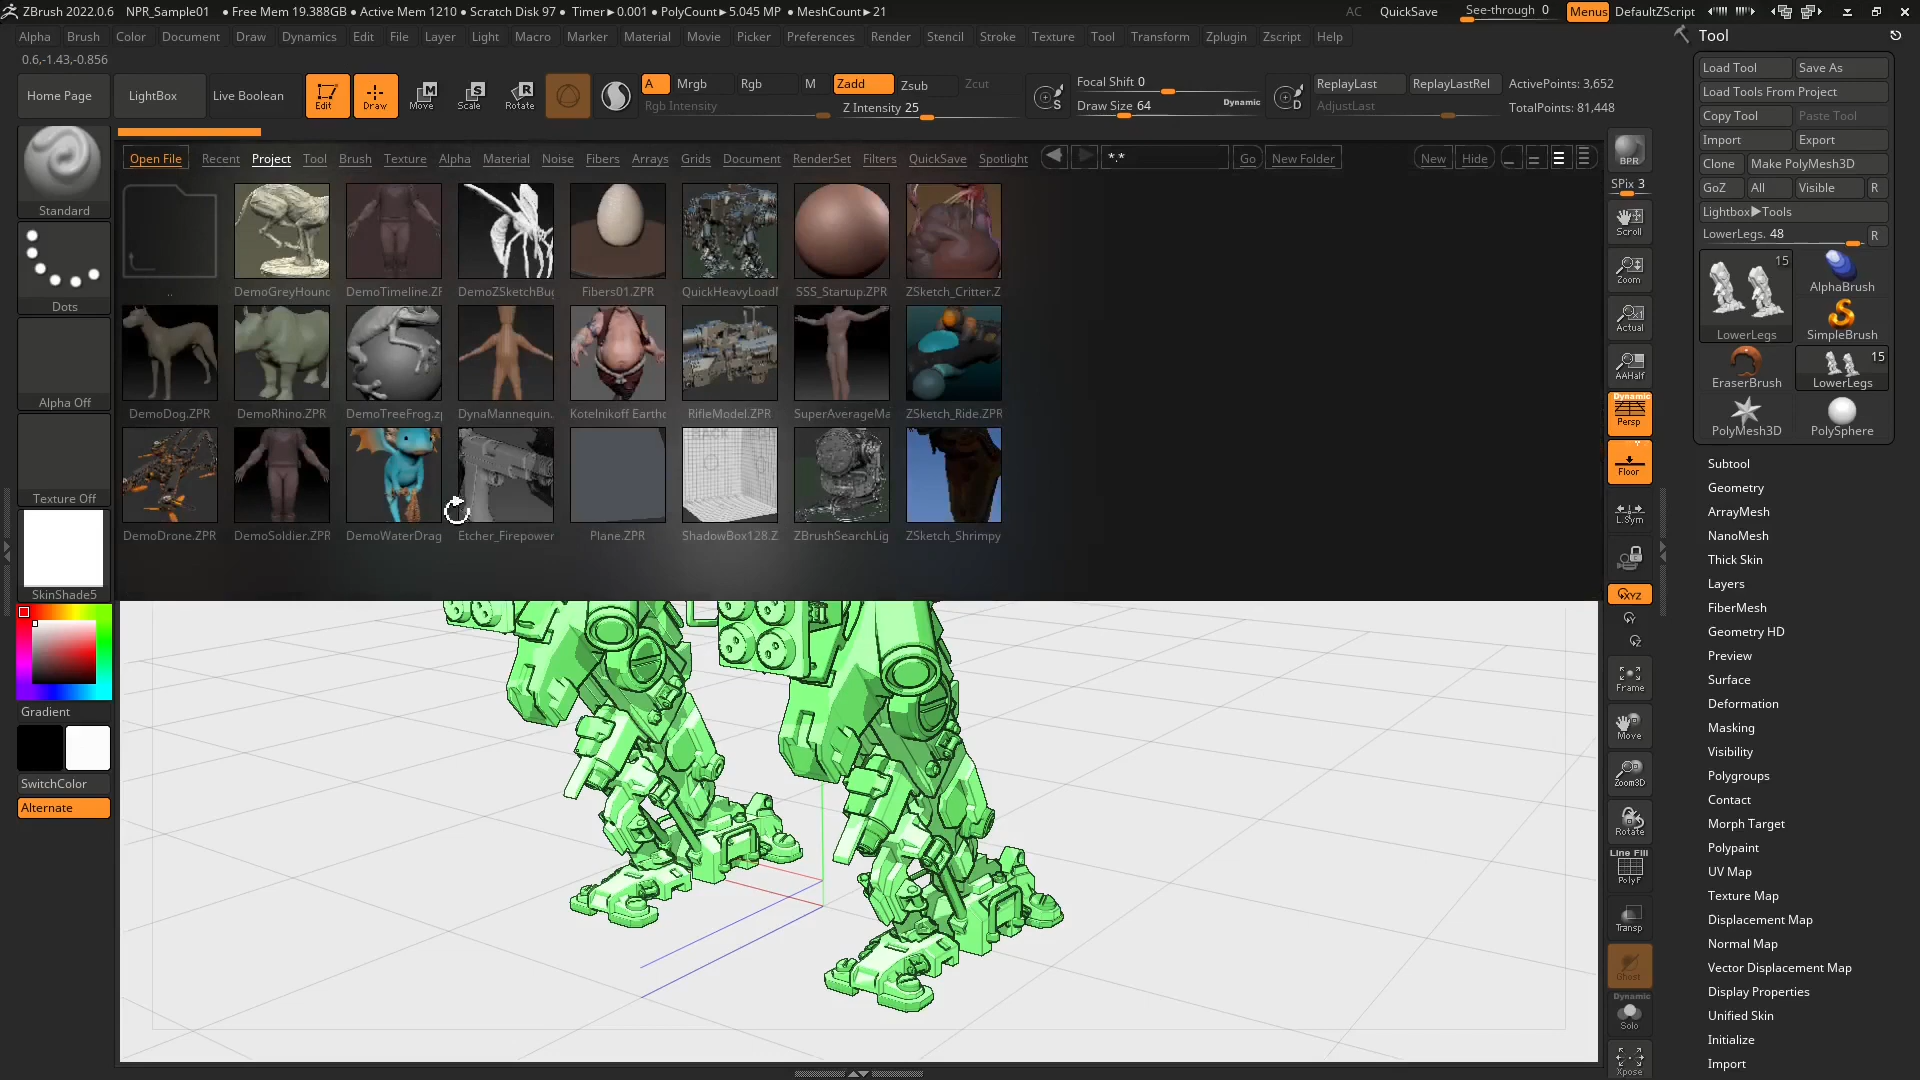 ZBrush 2022.0.6 NPR_Sample01 • Free Mem 19.388GB • Active Mem 1210 • Scratch Disk 97 • Timer▸0.001 • PolyCount▸5.045 MP • MeshCount▸21 AC QuickSave See-through 0 Menus DefaultZScript
Alpha Brush Color Document Draw Dynamics Edit File Layer Light Macro Marker Material Movie Picker Preferences Render Stencil Stroke Texture Tool Transform Zplugin Zscript Help
0.6,-1.43,-0.856
Home Page LightBox Live Boolean Edit Draw Move Scale Rotate
A Mrgb Rgb M Zadd Zsub Zcut
Rgb Intensity Z Intensity 25
Focal Shift 0
Draw Size 64 Dynamic
ReplayLast ReplayLastRel ActivePoints: 3,652
AdjustLast TotalPoints: 81,448
Open File Recent Project Tool Brush Texture Alpha Material Noise Fibers Arrays Grids Document RenderSet Filters QuickSave Spotlight *.* Go New Folder New Hide
.. DemoGreyHound DemoTimeline.ZP DemoZSketchBug Fibers01.ZPR QuickHeavyLoadM SSS_Startup.ZPR ZSketch_Critter.Z
DemoDog.ZPR DemoRhino.ZPR DemoTreeFrog.zp DynaMannequin. Kotelnikoff Earthc RifleModel.ZPR SuperAverageMa ZSketch_Ride.ZPR
DemoDrone.ZPR DemoSoldier.ZPR DemoWaterDrag Etcher_Firepower Plane.ZPR ShadowBox128.Z ZBrushSearchLig ZSketch_Shrimpy
Standard
Dots
Alpha Off
Texture Off
SkinShade5
Gradient
SwitchColor
Alternate
BPR
SPix 3
Scroll
Zoom
Actual
AAHalf
Dynamic
Persp
Floor
L.Sym
XYZ
Frame
Move
Zoom3D
Rotate
Line Fill
PolyF
Transp
Ghost
Dynamic
Solo
Xpose
Tool
Load Tool Save As
Load Tools From Project
Copy Tool Paste Tool
Import Export
Clone Make PolyMesh3D
GoZ All Visible R
Lightbox▸Tools
LowerLegs. 48 R
15
LowerLegs AlphaBrush
SimpleBrush
EraserBrush 15 LowerLegs
PolyMesh3D PolySphere
Subtool
Geometry
ArrayMesh
NanoMesh
Thick Skin
Layers
FiberMesh
Geometry HD
Preview
Surface
Deformation
Masking
Visibility
Polygroups
Contact
Morph Target
Polypaint
UV Map
Texture Map
Displacement Map
Normal Map
Vector Displacement Map
Display Properties
Unified Skin
Initialize
Import